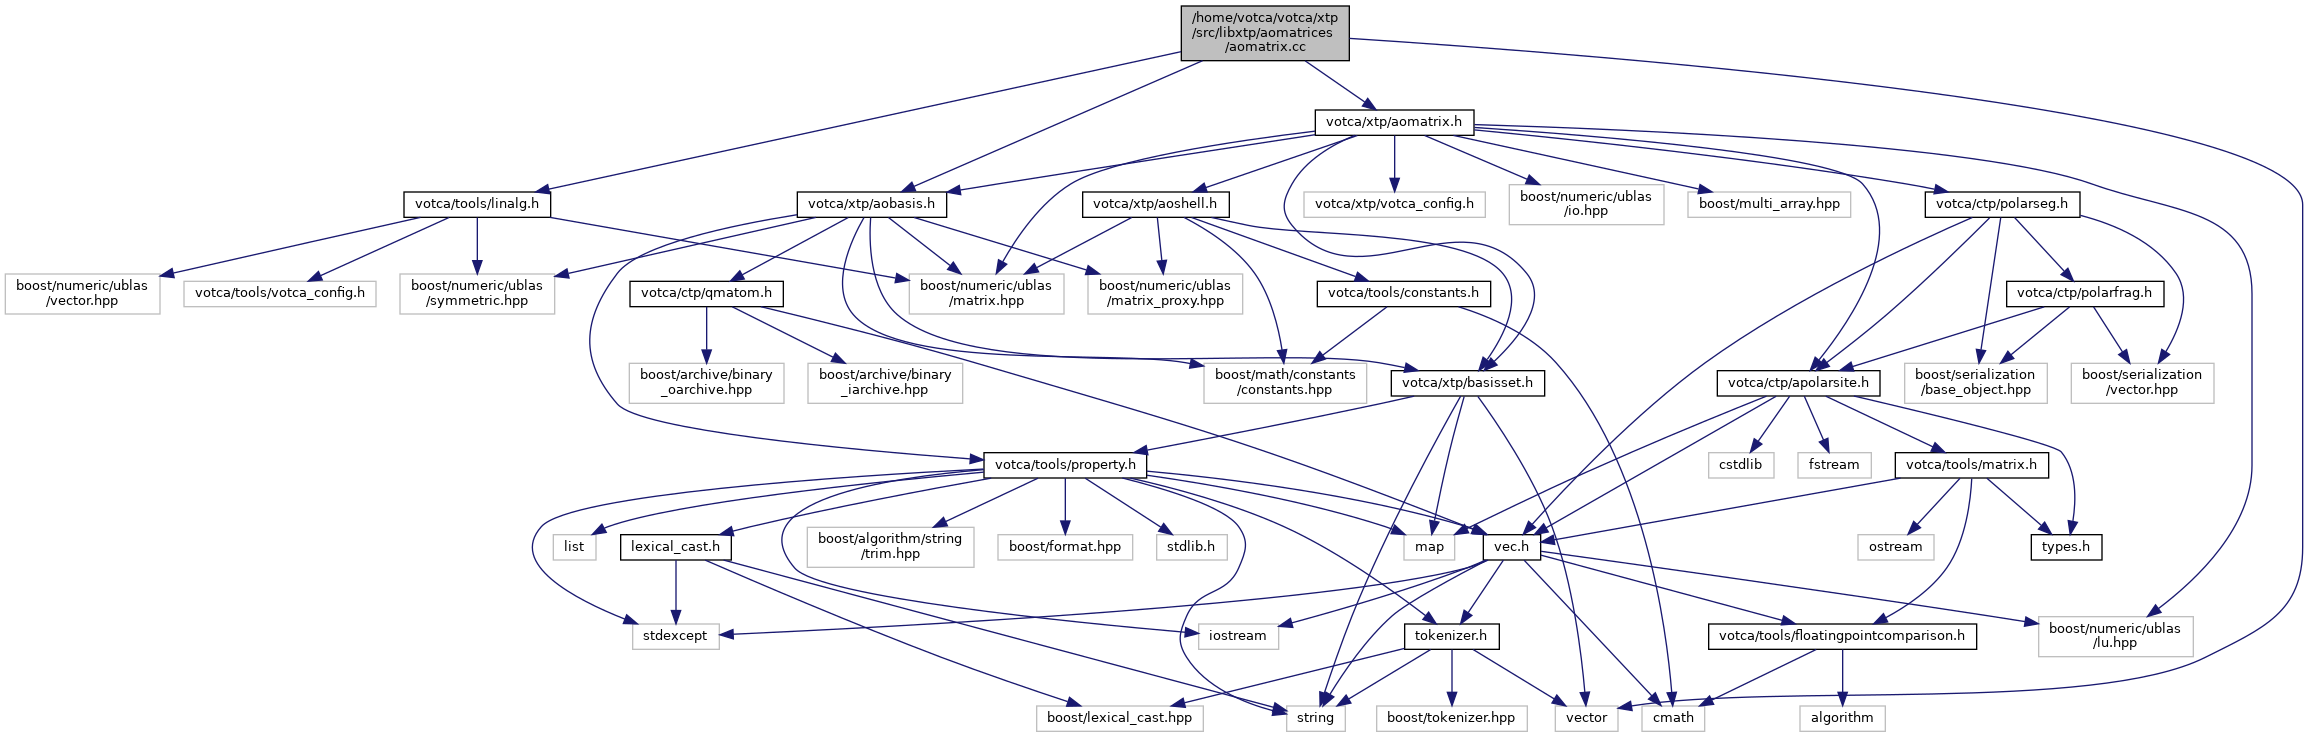 /home/votca/votca/xtp
/src/libxtp/aomatrices
/aomatrix.cc
votca/xtp/aomatrix.h
votca/tools/linalg.h
votca/xtp/aobasis.h
votca/xtp/aoshell.h
votca/xtp/votca_config.h
boost/numeric/ublas
/io.hpp
boost/multi_array.hpp
votca/ctp/polarseg.h
boost/numeric/ublas
/vector.hpp
votca/tools/votca_config.h
boost/numeric/ublas
/symmetric.hpp
votca/ctp/qmatom.h
boost/numeric/ublas
/matrix.hpp
boost/numeric/ublas
/matrix_proxy.hpp
votca/tools/constants.h
votca/ctp/polarfrag.h
boost/archive/binary
_oarchive.hpp
boost/archive/binary
_iarchive.hpp
boost/math/constants
/constants.hpp
votca/xtp/basisset.h
votca/ctp/apolarsite.h
boost/serialization
/base_object.hpp
boost/serialization
/vector.hpp
votca/tools/property.h
cstdlib
fstream
votca/tools/matrix.h
list
lexical_cast.h
boost/algorithm/string
/trim.hpp
boost/format.hpp
stdlib.h
map
vec.h
ostream
types.h
stdexcept
iostream
tokenizer.h
votca/tools/floatingpointcomparison.h
boost/numeric/ublas
/lu.hpp
boost/lexical_cast.hpp
string
boost/tokenizer.hpp
vector
cmath
algorithm